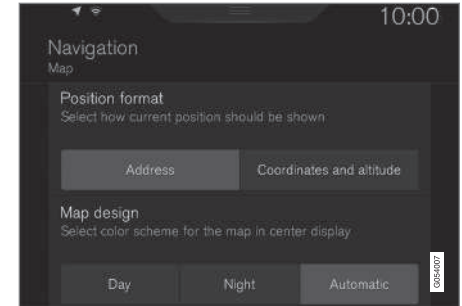 10:00
Navigation
Map
Position format
Select how current position should be shown
Address
Coordinates and altitude
Map design
Select color scheme for the map in center display
Day
Night
Automatic
G054007